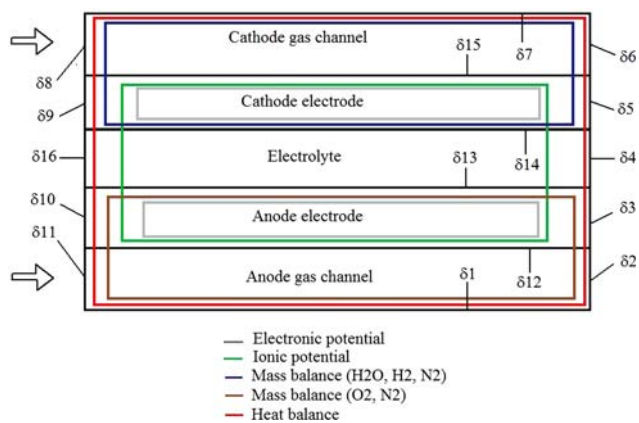 Cathode gas channel
δ15
δ7
δ6
δ8
Cathode electrode
δ9
δ5
δ16
Electrolyte
δ13
δ14
δ4
δ10
Anode electrode
δ3
δ11
Anode gas channel
δ1
δ12
δ2
Electronic potential
Ionic potential
Mass balance (H2O, H2, N2)
Mass balance (O2, N2)
Heat balance